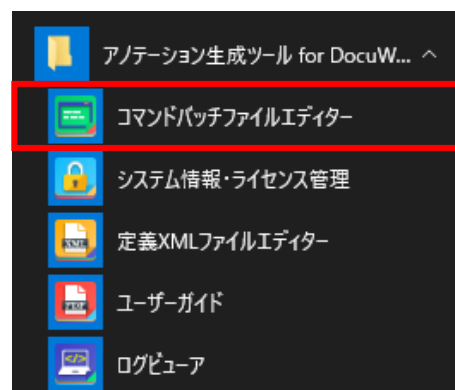 アノテーション生成ツール for DocuW...
コマンドバッチファイルエディター
システム情報・ライセンス管理
定義XMLファイルエディター
ユーザーガイド
ログビューア